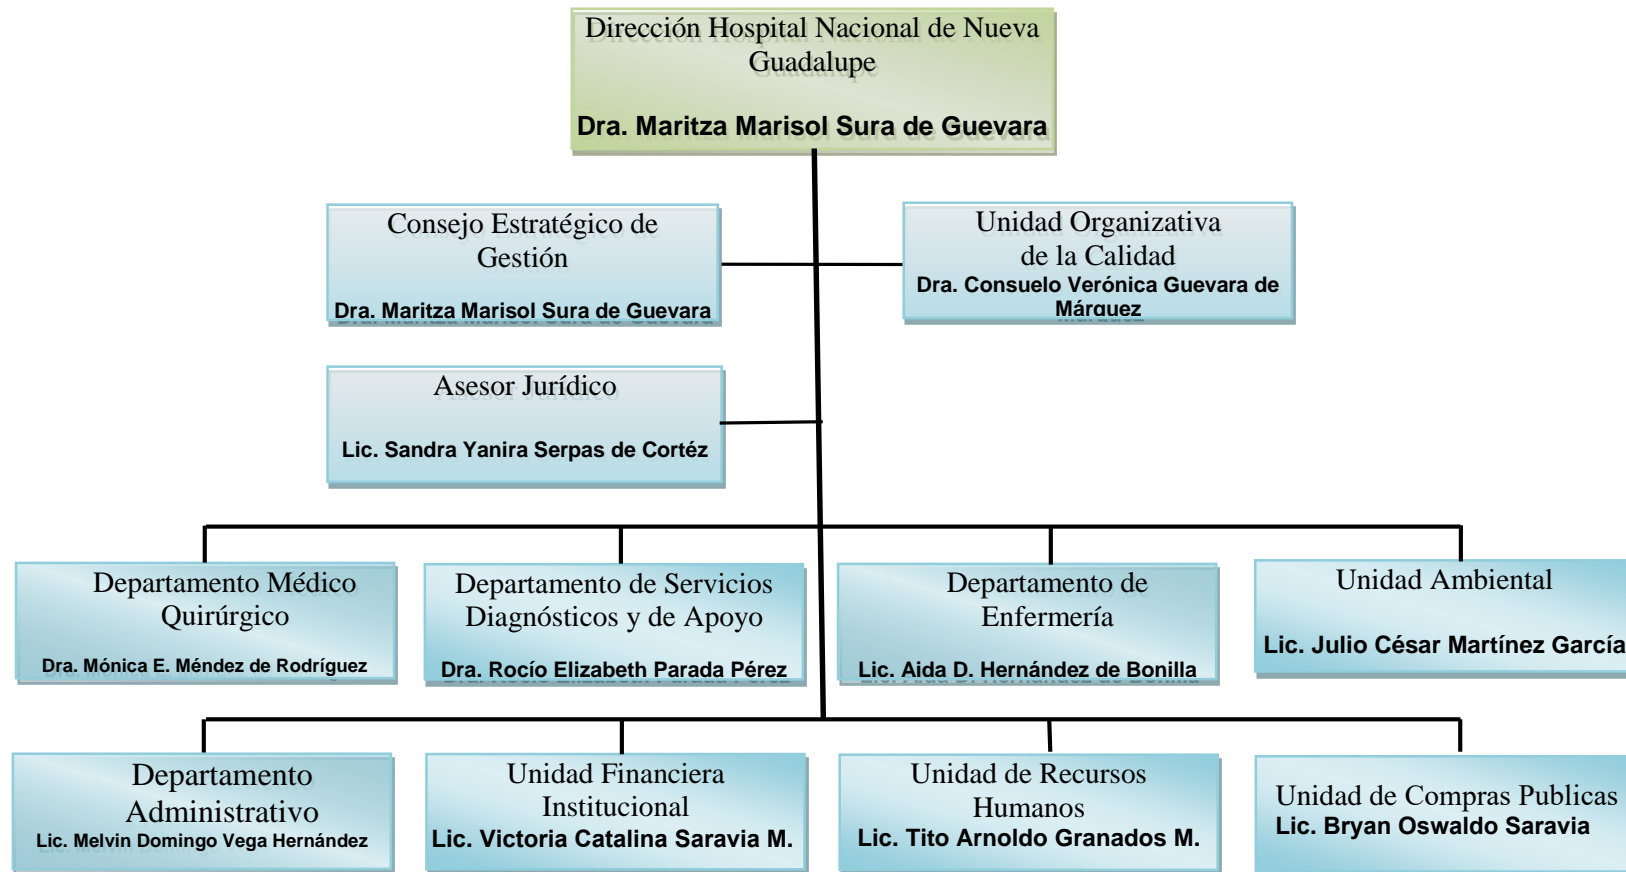 Dirección Hospital Nacional de Nueva
Guadalupe
Dra. Maritza Marisol Sura de Guevara
Consejo Estratégico de
Gestión
Dra. Maritza Marisol Sura de Guevara
Unidad Organizativa
de la Calidad
Dra. Consuelo Verónica Guevara de
Márquez
Asesor Jurídico
Lic. Sandra Yanira Serpas de Cortéz
Departamento Médico
Quirúrgico
Dra. Mónica E. Méndez de Rodríguez
Departamento de Servicios
Diagnósticos y de Apoyo
Dra. Rocío Elizabeth Parada Pérez
Departamento de
Enfermería
Lic. Aida D. Hernández de Bonilla
Unidad Ambiental
Lic. Julio César Martínez García
Departamento
Administrativo
Lic. Melvin Domingo Vega Hernández
Unidad Financiera
Institucional
Lic. Victoria Catalina Saravia M.
Unidad de Recursos
Humanos
Lic. Tito Arnoldo Granados M.
Unidad de Compras Publicas
Lic. Bryan Oswaldo Saravia